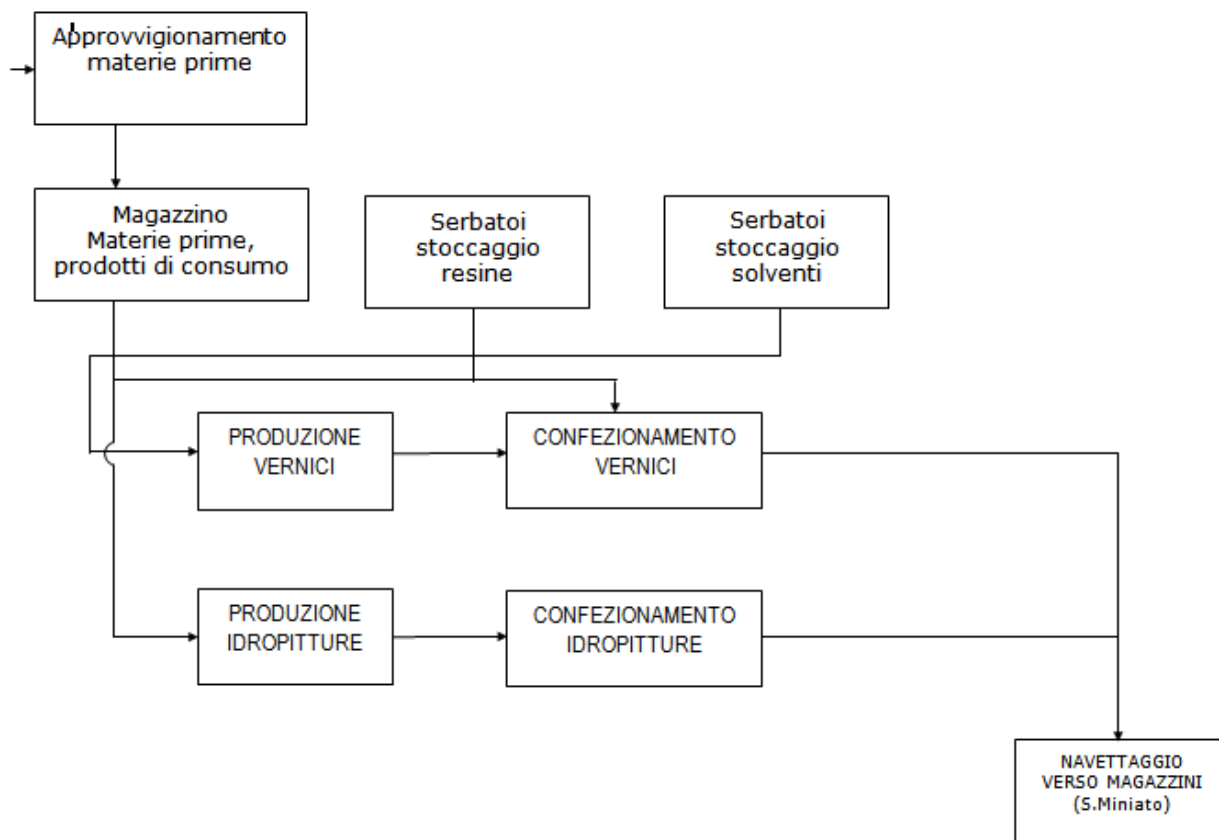 Approvvigionamento
materie prime
Magazzino
Materie prime,
prodotti di consumo
Serbatoi
stoccaggio
resine
Serbatoi
stoccaggio
solventi
PRODUZIONE
VERNICI
CONFEZIONAMENTO
VERNICI
PRODUZIONE
IDROPITTURE
CONFEZIONAMENTO
IDROPITTURE
NAVETTAGGIO
VERSO MAGAZZINI
(S.Miniato)